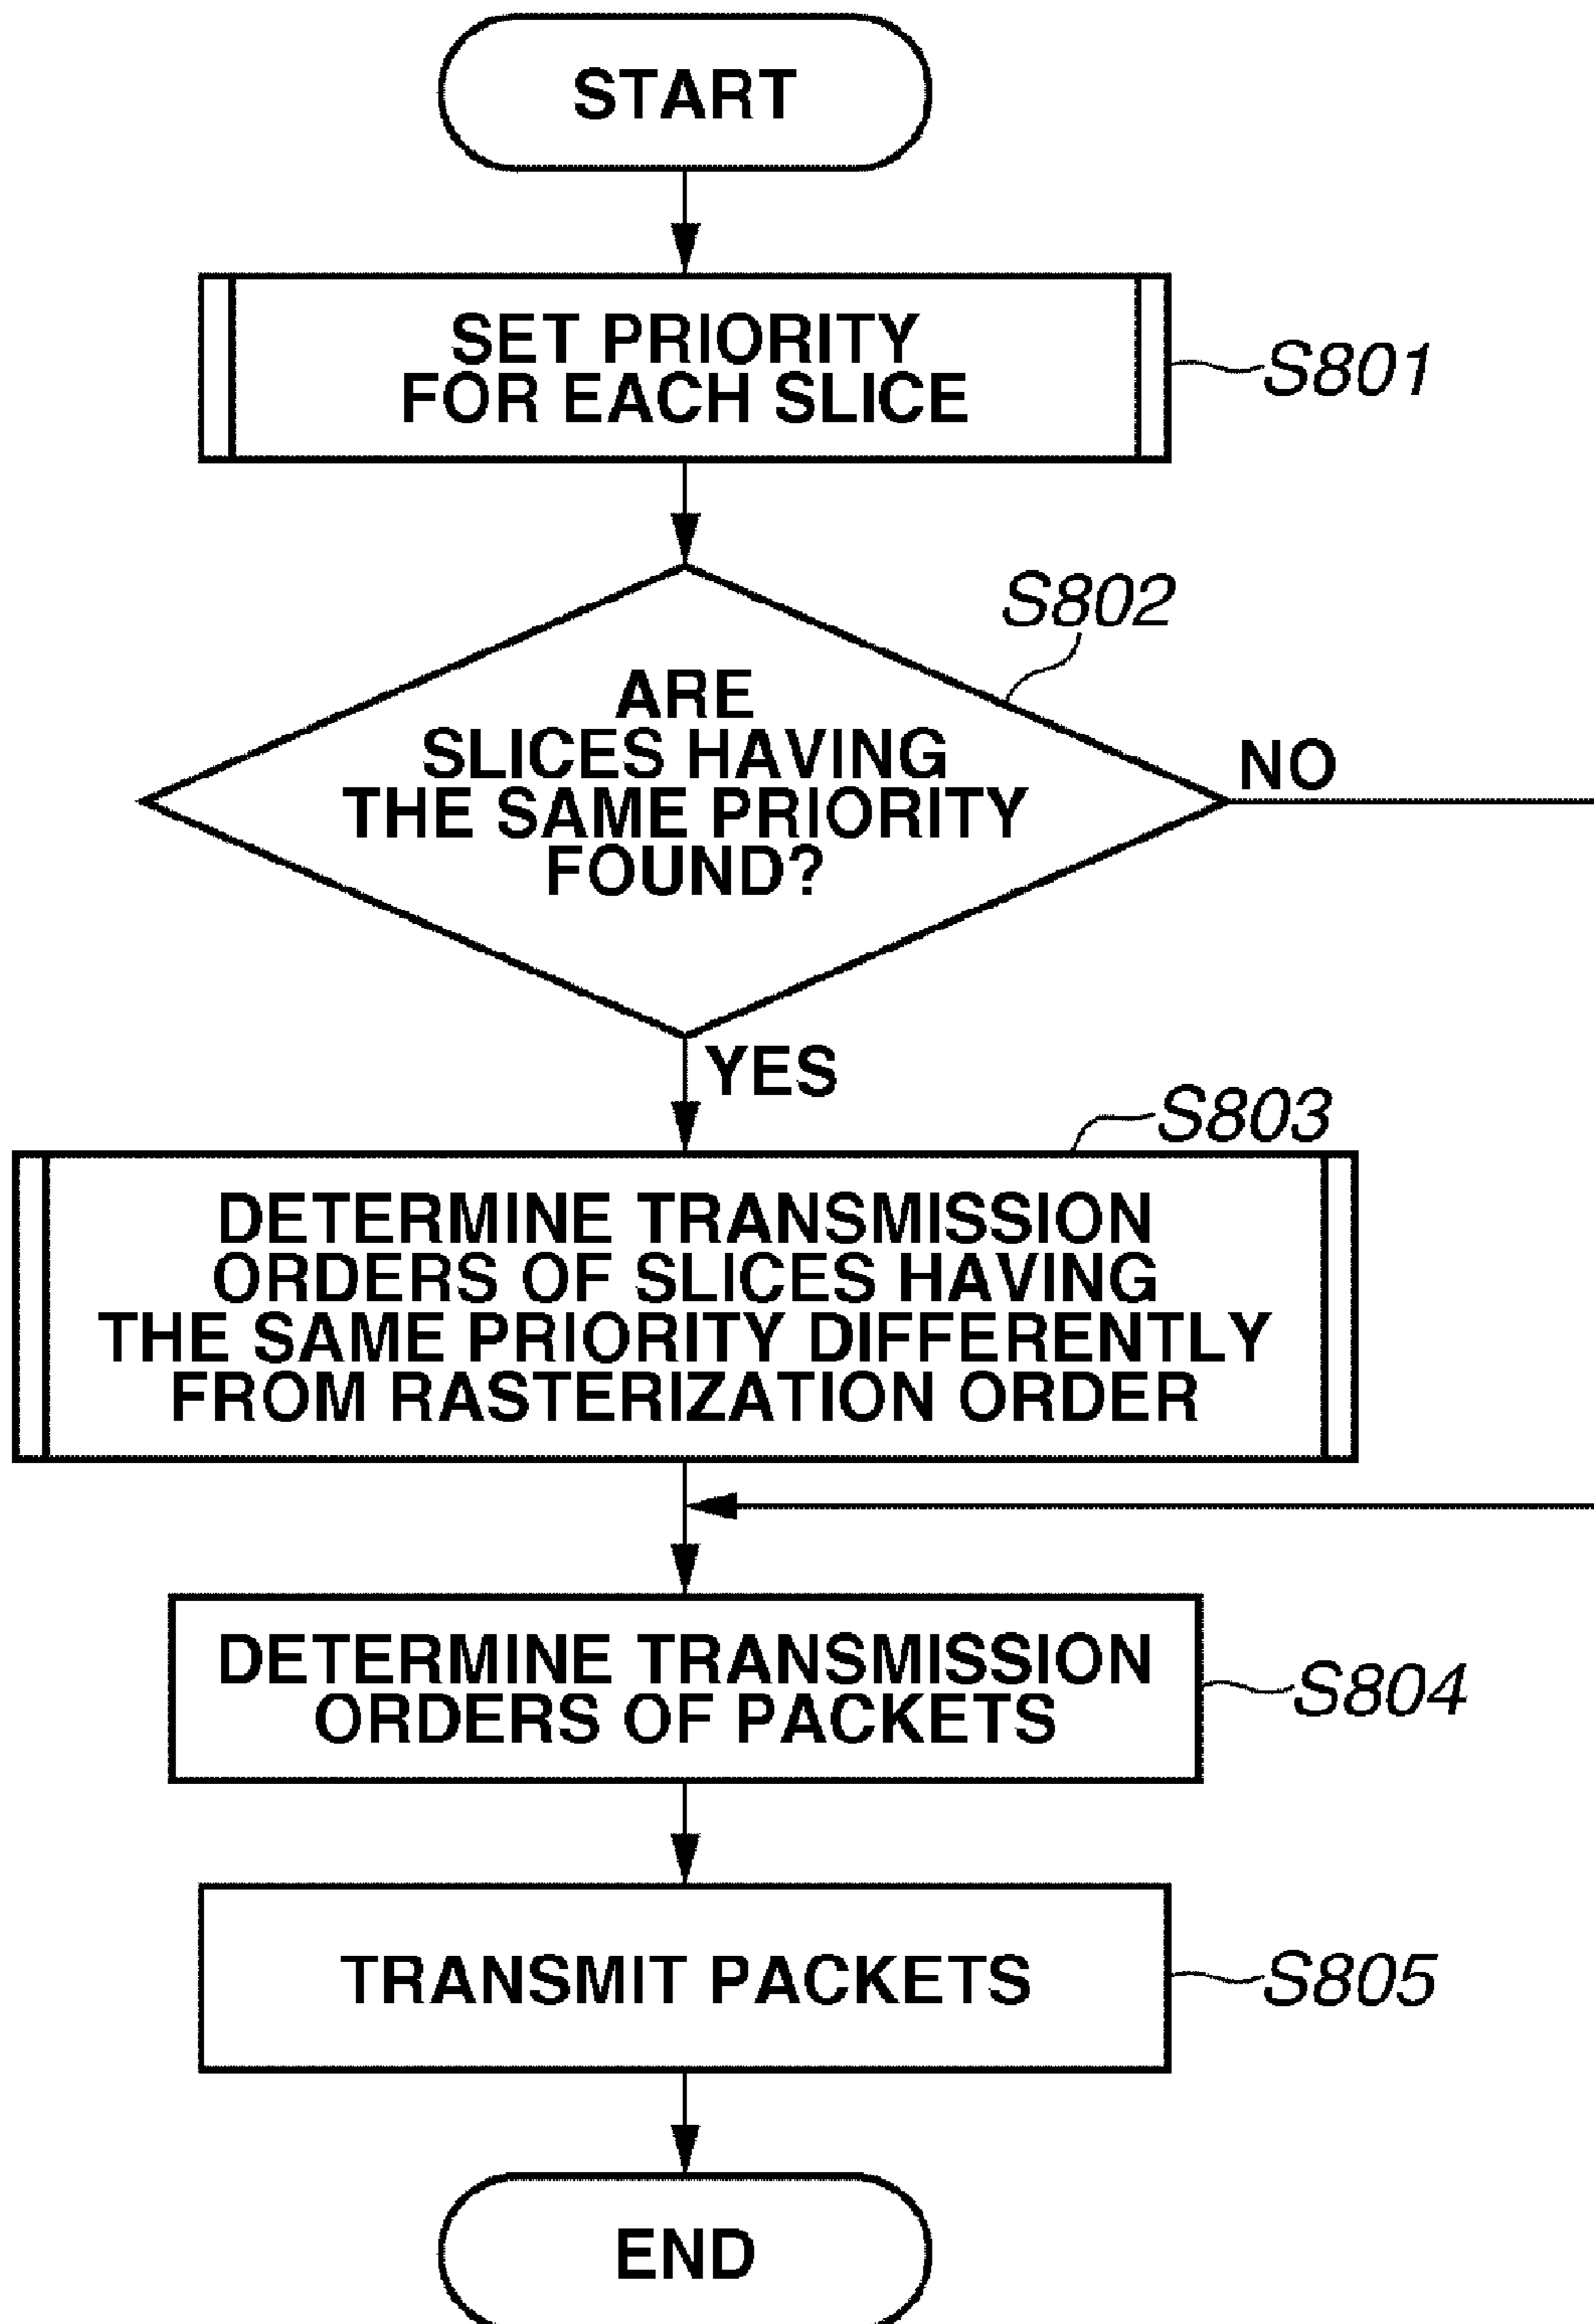 START
SET PRIORITY
FOR EACH SLICE
S801
S802
ARE
SLICES HAVING
THE SAME PRIORITY
FOUND?
NO
YES
S803
DETERMINE TRANSMISSION
ORDERS OF SLICES HAVING
THE SAME PRIORITY DIFFERENTLY
FROM RASTERIZATION ORDER
DETERMINE TRANSMISSION
ORDERS OF PACKETS
S804
TRANSMIT PACKETS
S805
END